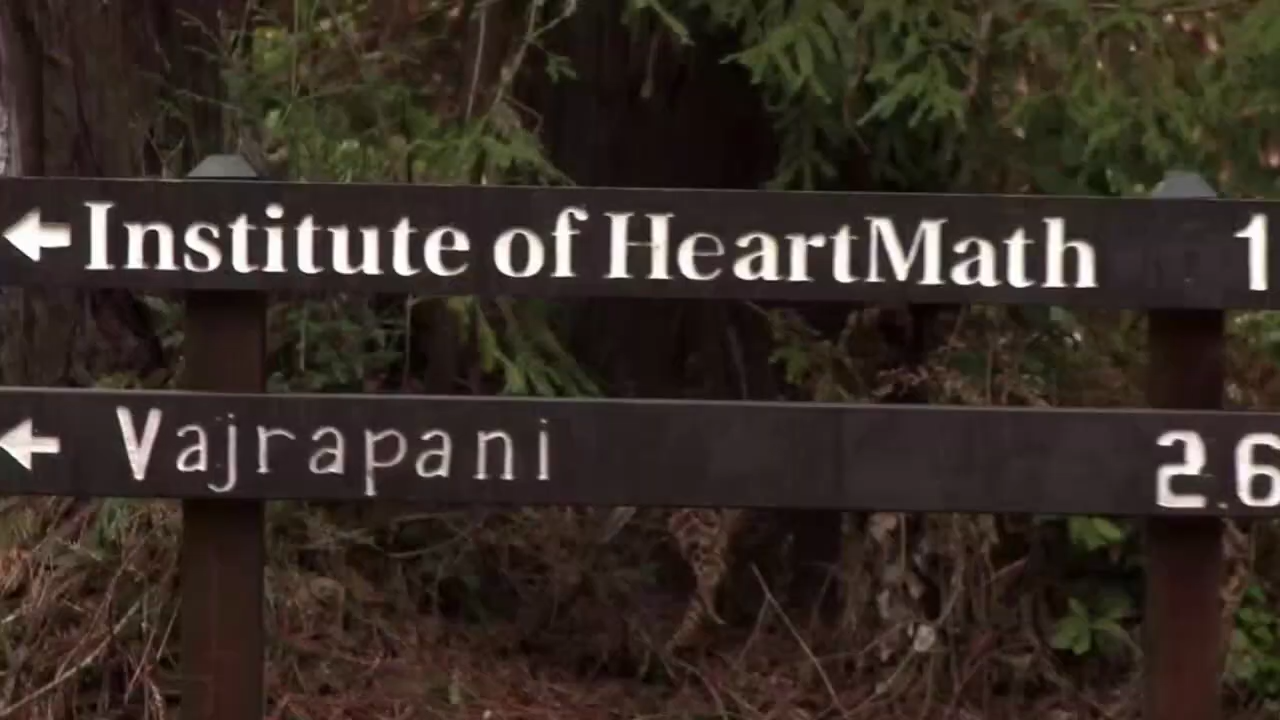 ← Institute of HeartMath 1
← Vajrapani 2.6